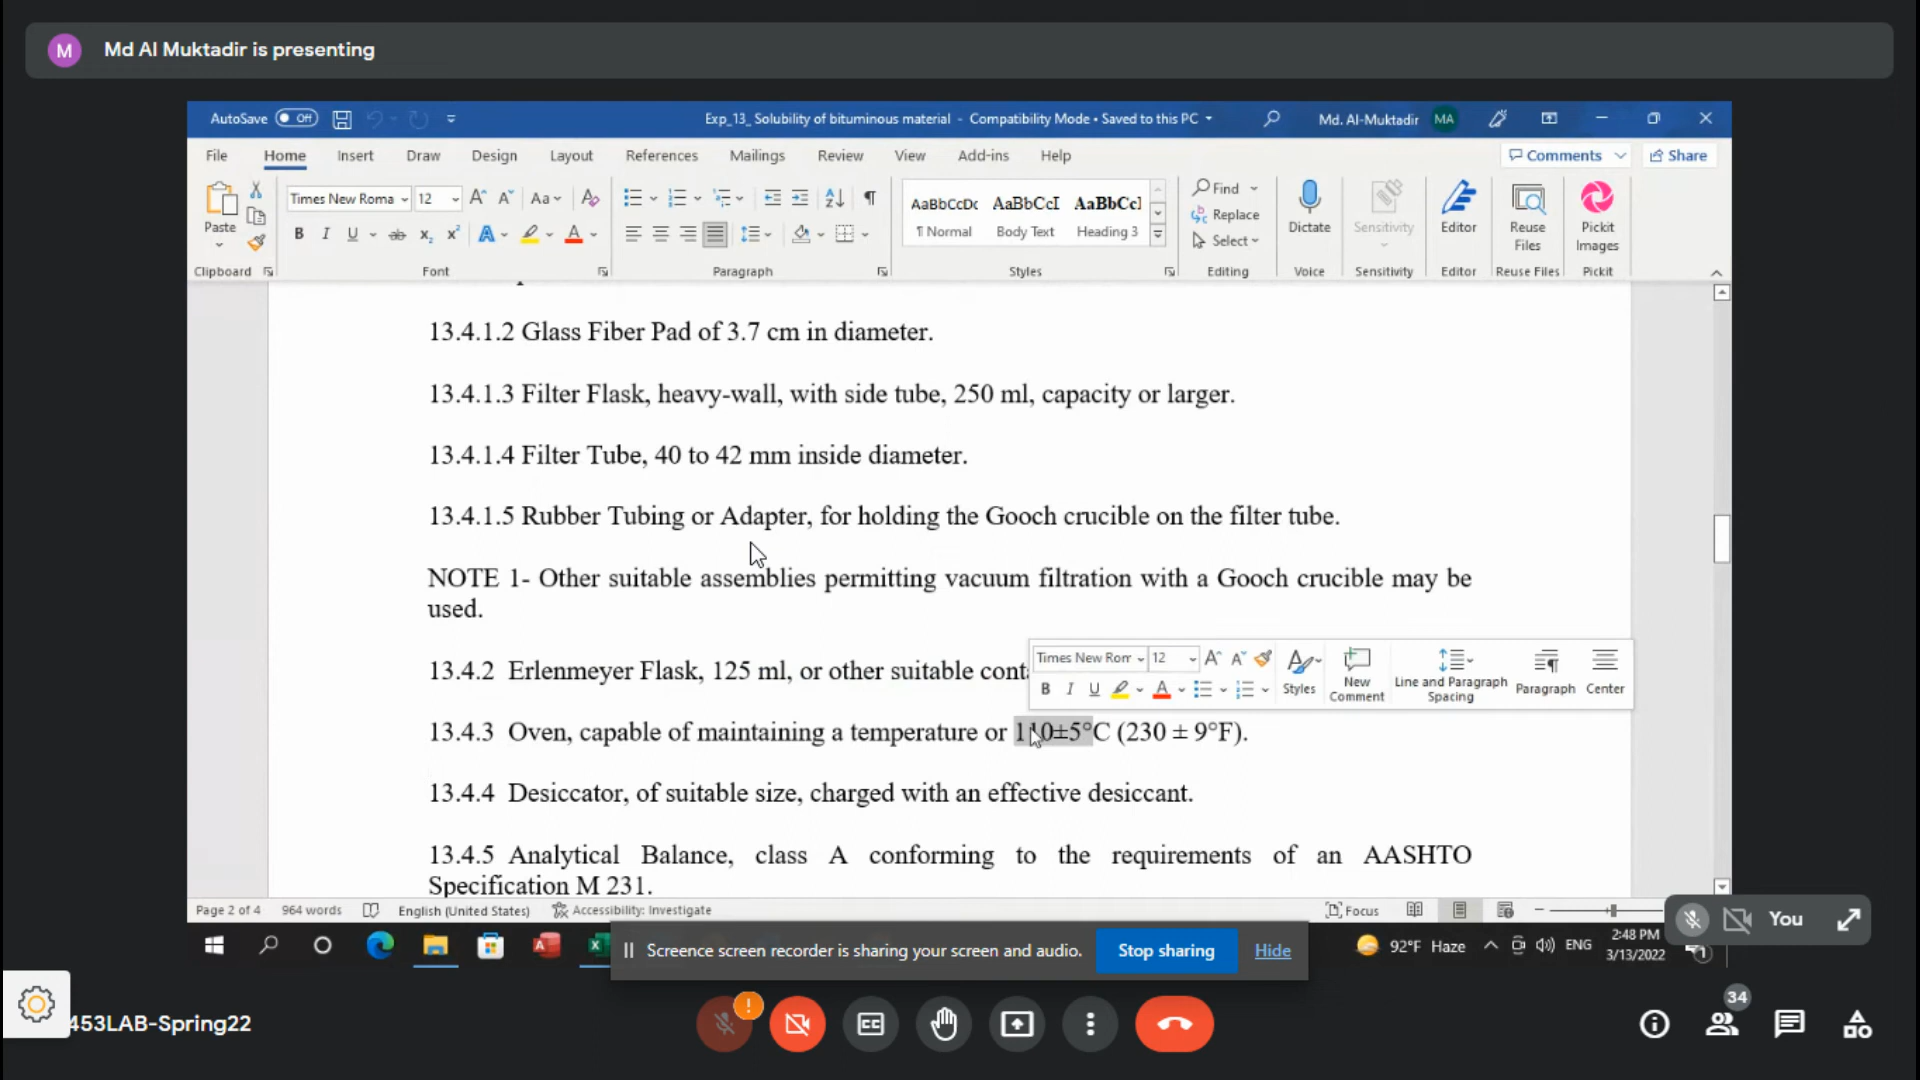 M
Md Al Muktadir is presenting
AutoSave Off
Exp_13_ Solubility of bituminous material - Compatibility Mode • Saved to this PC
Md. Al-Muktadir MA
File Home Insert Draw Design Layout References Mailings Review View Add-ins Help
Comments Share
Paste
Clipboard
Times New Roma 12
Aa
B I U ab x₂ x² A A
Font
Paragraph
AaBbCcDc AaBbCcI AaBbCcI
¶ Normal Body Text Heading 3
Styles
Find
Replace
Select
Editing
Dictate
Voice
Sensitivity
Sensitivity
Editor
Editor
Reuse Files
Reuse Files
Pickit Images
Pickit
13.4.1.2 Glass Fiber Pad of 3.7 cm in diameter.
13.4.1.3 Filter Flask, heavy-wall, with side tube, 250 ml, capacity or larger.
13.4.1.4 Filter Tube, 40 to 42 mm inside diameter.
13.4.1.5 Rubber Tubing or Adapter, for holding the Gooch crucible on the filter tube.
NOTE 1- Other suitable assemblies permitting vacuum filtration with a Gooch crucible may be
used.
13.4.2 Erlenmeyer Flask, 125 ml, or other suitable cont
Times New Rom 12
B I U A
Styles
New Comment
Line and Paragraph Spacing
Paragraph
Center
13.4.3 Oven, capable of maintaining a temperature or 110±5°C (230 ± 9°F).
13.4.4 Desiccator, of suitable size, charged with an effective desiccant.
13.4.5 Analytical Balance, class A conforming to the requirements of an AASHTO
Specification M 231.
Page 2 of 4 964 words English (United States) Accessibility: Investigate
Focus
You
Screence screen recorder is sharing your screen and audio. Stop sharing Hide
92°F Haze ENG
2:48 PM
3/13/2022
1
453LAB-Spring22
34